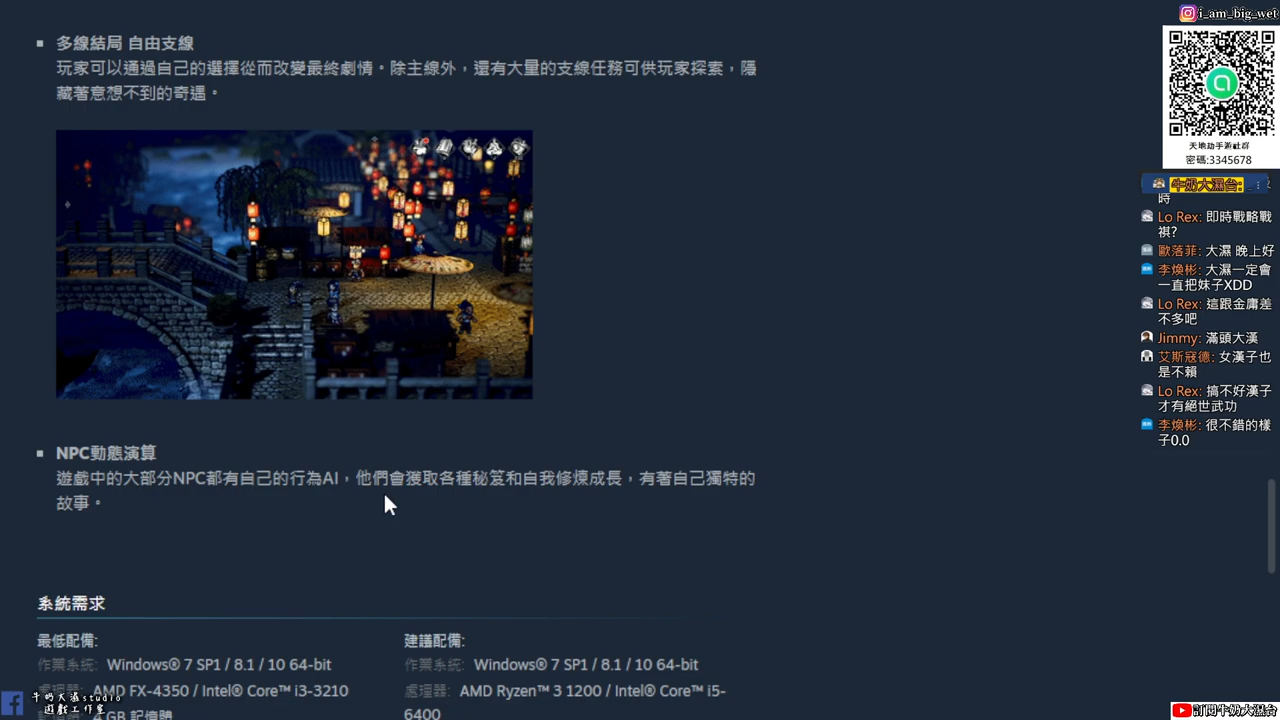 多線結局 自由支線
玩家可以通過自己的選擇從而改變最終劇情。除主線外，還有大量的支線任務可供玩家探索，隱
藏著意想不到的奇遇。
NPC動態演算
遊戲中的大部分NPC都有自己的行為AI，他們會獲取各種秘笈和自我修煉成長，有著自己獨特的
故事。
系統需求
最低配備:
作業系統: Windows® 7 SP1 / 8.1 / 10 64-bit
處理器: AMD FX-4350 / Intel® Core™ i3-3210
4 GB 記憶體
建議配備:
作業系統: Windows® 7 SP1 / 8.1 / 10 64-bit
處理器: AMD Ryzen™ 3 1200 / Intel® Core™ i5-
6400
i_am_big_wet
天地劫手遊社群
密碼:3345678
牛奶大濕台:
時
Lo Rex: 即時戰略戰
祺?
歐落菲: 大濕 晚上好
李煥彬: 大濕一定會
一直把妹子XDD
Lo Rex: 這跟金庸差
不多吧
Jimmy: 滿頭大漢
艾斯寇德: 女漢子也
是不賴
Lo Rex: 搞不好漢子
才有絕世武功
李煥彬: 很不錯的樣
子0.0
牛奶大濕studio
遊戲工作室
訂閱牛奶大濕台